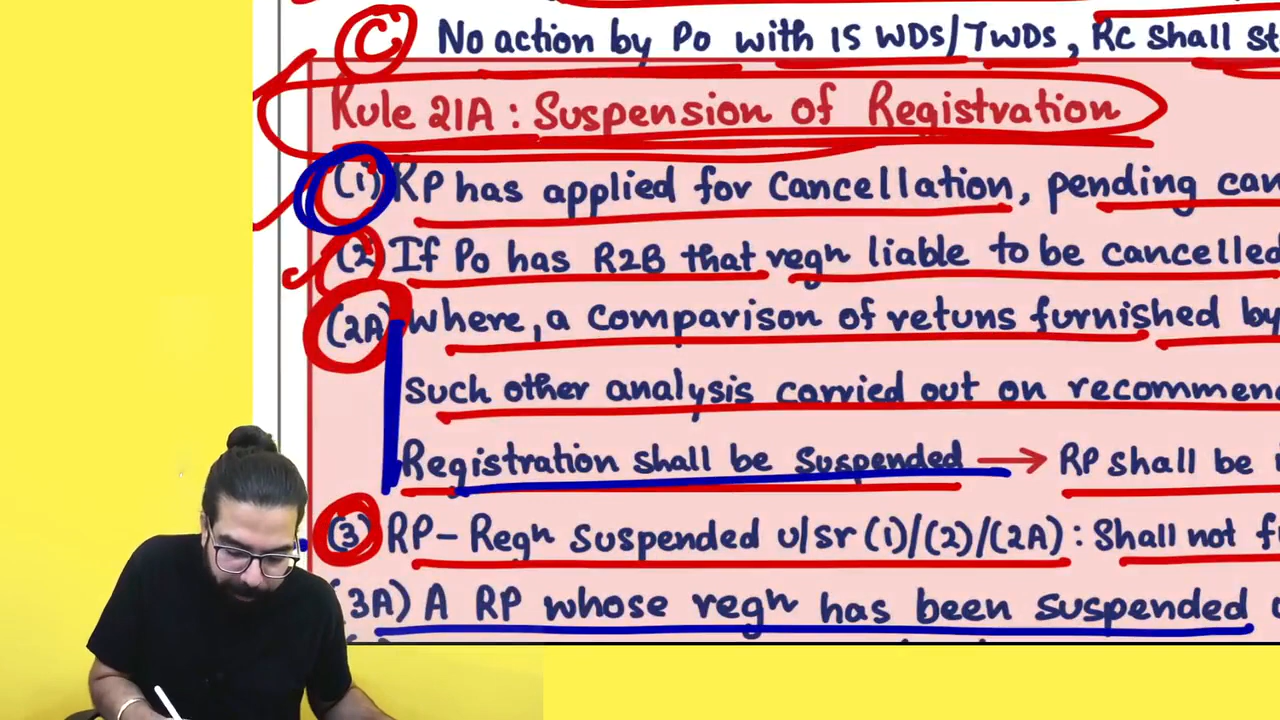 C No action by Po with 15 WDs/7WDs, Rc shall st
Rule 21A : Suspension of Registration
(1) RP has applied for Cancellation, pending can
(2) If Po has R2B that regn liable to be cancelled
(2A) Where, a comparison of retuns furnished by
Such other analysis carried out on recommen
Registration shall be Suspended → RP shall be
(3) RP- Regn Suspended u/sr (1)/(2)/(2A) : Shall not f
(3A) A RP whose regn has been suspended